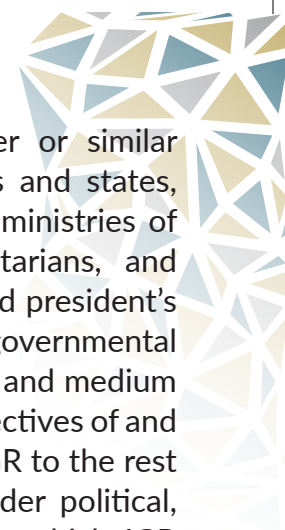 er or similar
s and states,
ministries of
tarians, and
d president's
governmental
and medium
ectives of and
R to the rest
der political,